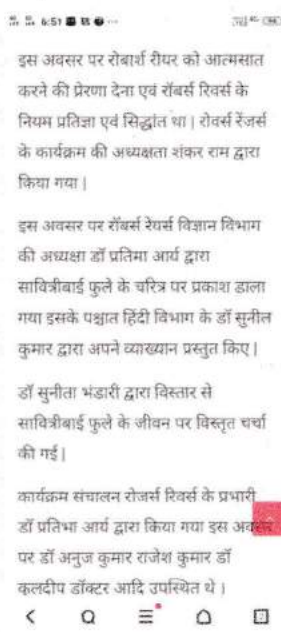 6:51
इस अवसर पर रोबार्श रीयर को आत्मसात
करने की प्रेरणा देना एवं रॉबर्स रिवर्स के
नियम प्रतिज्ञा एवं सिद्धांत था | रोवर्स रेंजर्स
के कार्यक्रम की अध्यक्षता शंकर राम द्वारा
किया गया |
इस अवसर पर रॉबर्स रेयर्स विज्ञान विभाग
की अध्यक्षा डॉ प्रतिमा आर्य द्वारा
सावित्रीबाई फुले के चरित्र पर प्रकाश डाला
गया इसके पश्चात हिंदी विभाग के डॉ सुनील
कुमार द्वारा अपने व्याख्यान प्रस्तुत किए |
डॉ सुनीता भंडारी द्वारा विस्तार से
सावित्रीबाई फुले के जीवन पर विस्तृत चर्चा
की गई |
कार्यक्रम संचालन रोजर्स रिवर्स के प्रभारी
डॉ प्रतिभा आर्य द्वारा किया गया इस अवसर
पर डॉ अनुज कुमार राजेश कुमार डॉ
कुलदीप डॉक्टर आदि उपस्थित थे |